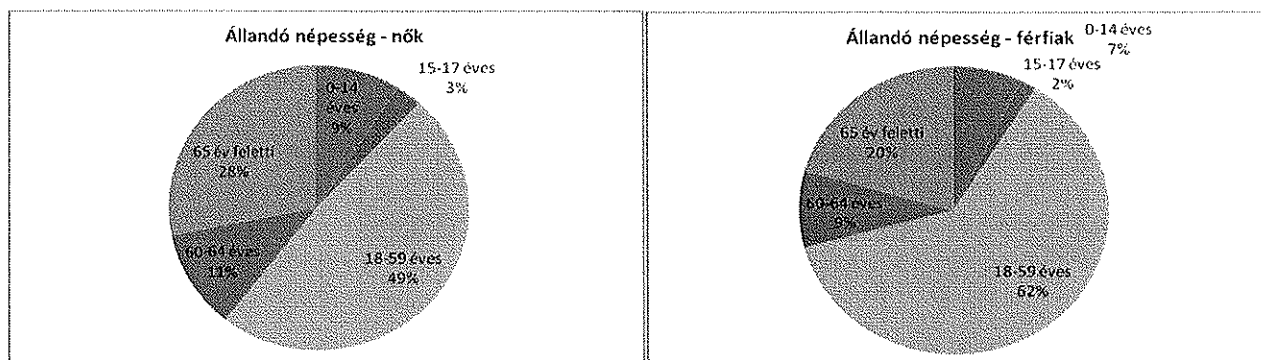 Állandó népesség - nők
0-14
éves
9%
15-17 éves
3%
18-59 éves
49%
60-64 éves
11%
65 év feletti
28%
Állandó népesség - férfiak
0-14 éves
7%
15-17 éves
2%
18-59 éves
62%
60-64 éves
9%
65 év feletti
20%